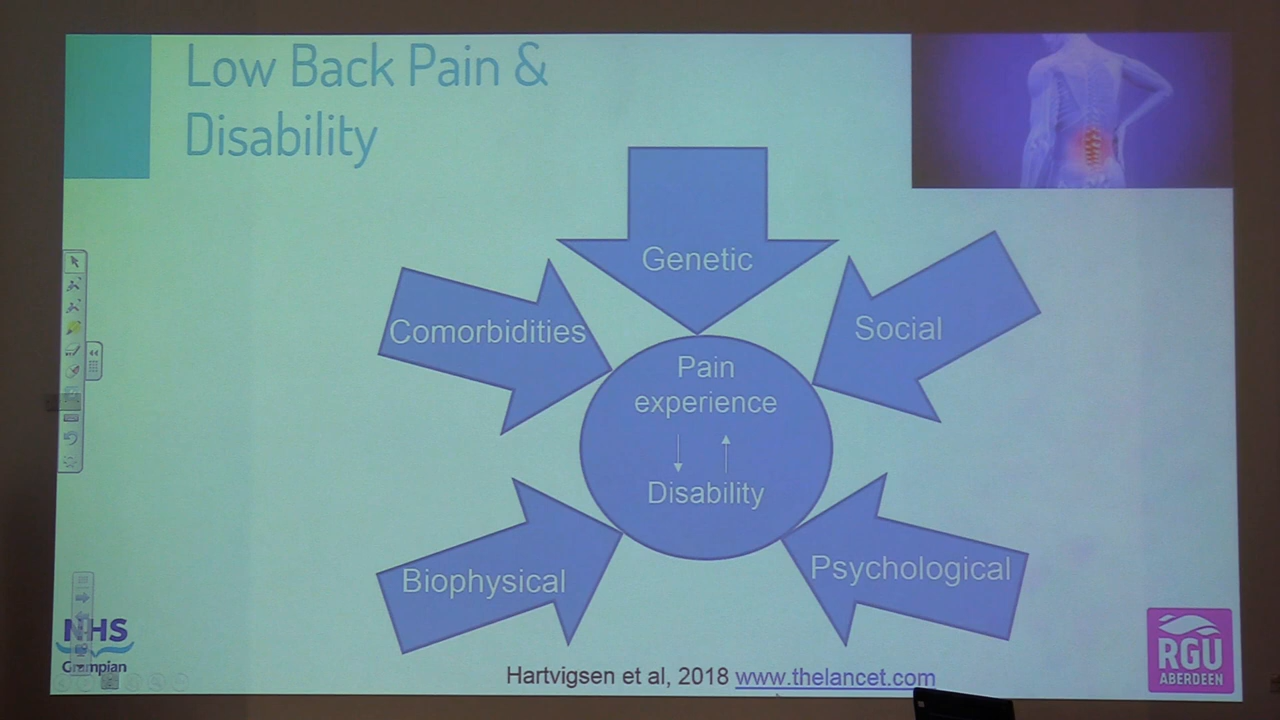 Low Back Pain &
Disability
Genetic
Comorbidities
Social
Pain
experience
Disability
Biophysical
Psychological
Hartvigsen et al, 2018 www.thelancet.com
NHS
Grampian
RGU
ABERDEEN